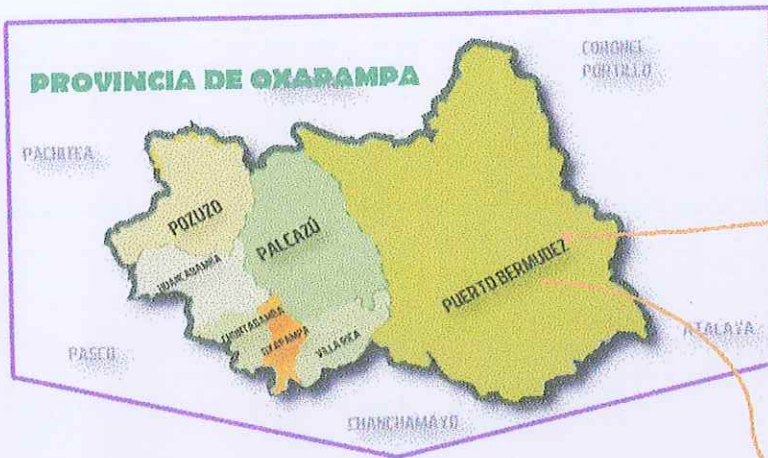 CORONEL
PORTILLO
PROVINCIA DE OXAPAMPA
PACHITEA
POZUZO
PALCAZÚ
HUANCABAMBA
PUERTO BERMUDEZ
CHONTABAMBA
OXAPAMPA
VILLA RICA
ATALAYA
PASCO
CHANCHAMAYO